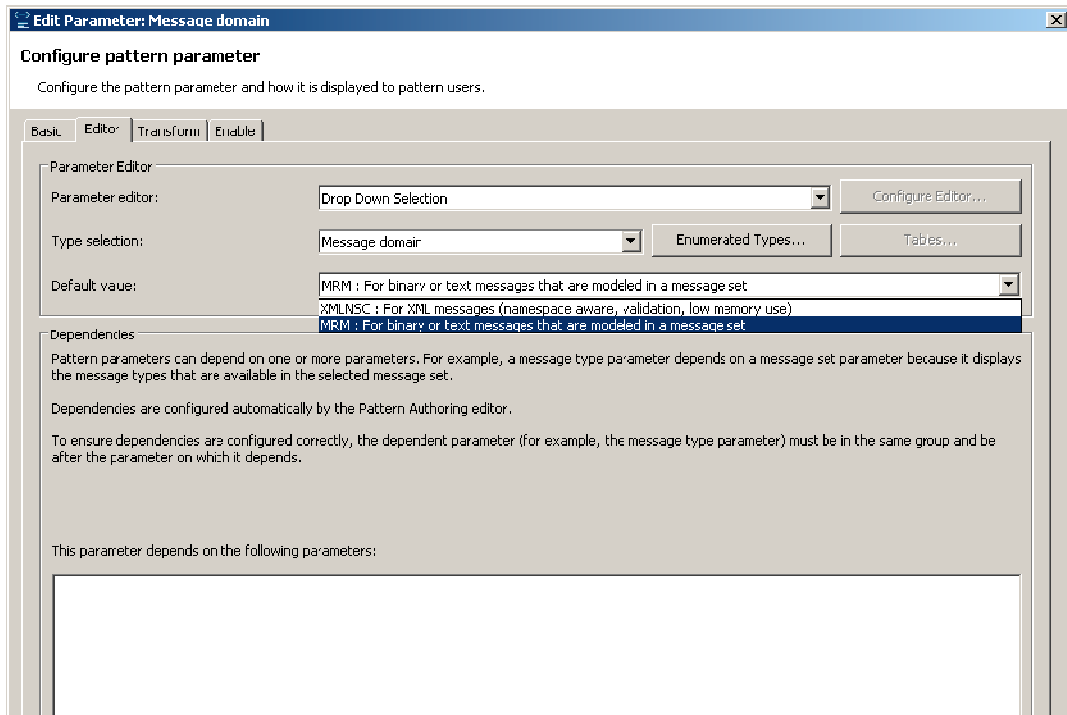 Edit Parameter: Message domain
Configure pattern parameter
Configure the pattern parameter and how it is displayed to pattern users.
Basic Editor Transform Enable
Parameter Editor
Parameter editor: Drop Down Selection Configure Editor...
Type selection: Message domain Enumerated Types... Tables...
Default value: MRM : For binary or text messages that are modeled in a message set
XMLNSC : For XML messages (namespace aware, validation, low memory use)
MRM : For binary or text messages that are modeled in a message set
Dependencies
Pattern parameters can depend on one or more parameters. For example, a message type parameter depends on a message set parameter because it displays
the message types that are available in the selected message set.
Dependencies are configured automatically by the Pattern Authoring editor.
To ensure dependencies are configured correctly, the dependent parameter (for example, the message type parameter) must be in the same group and be
after the parameter on which it depends.
This parameter depends on the following parameters: